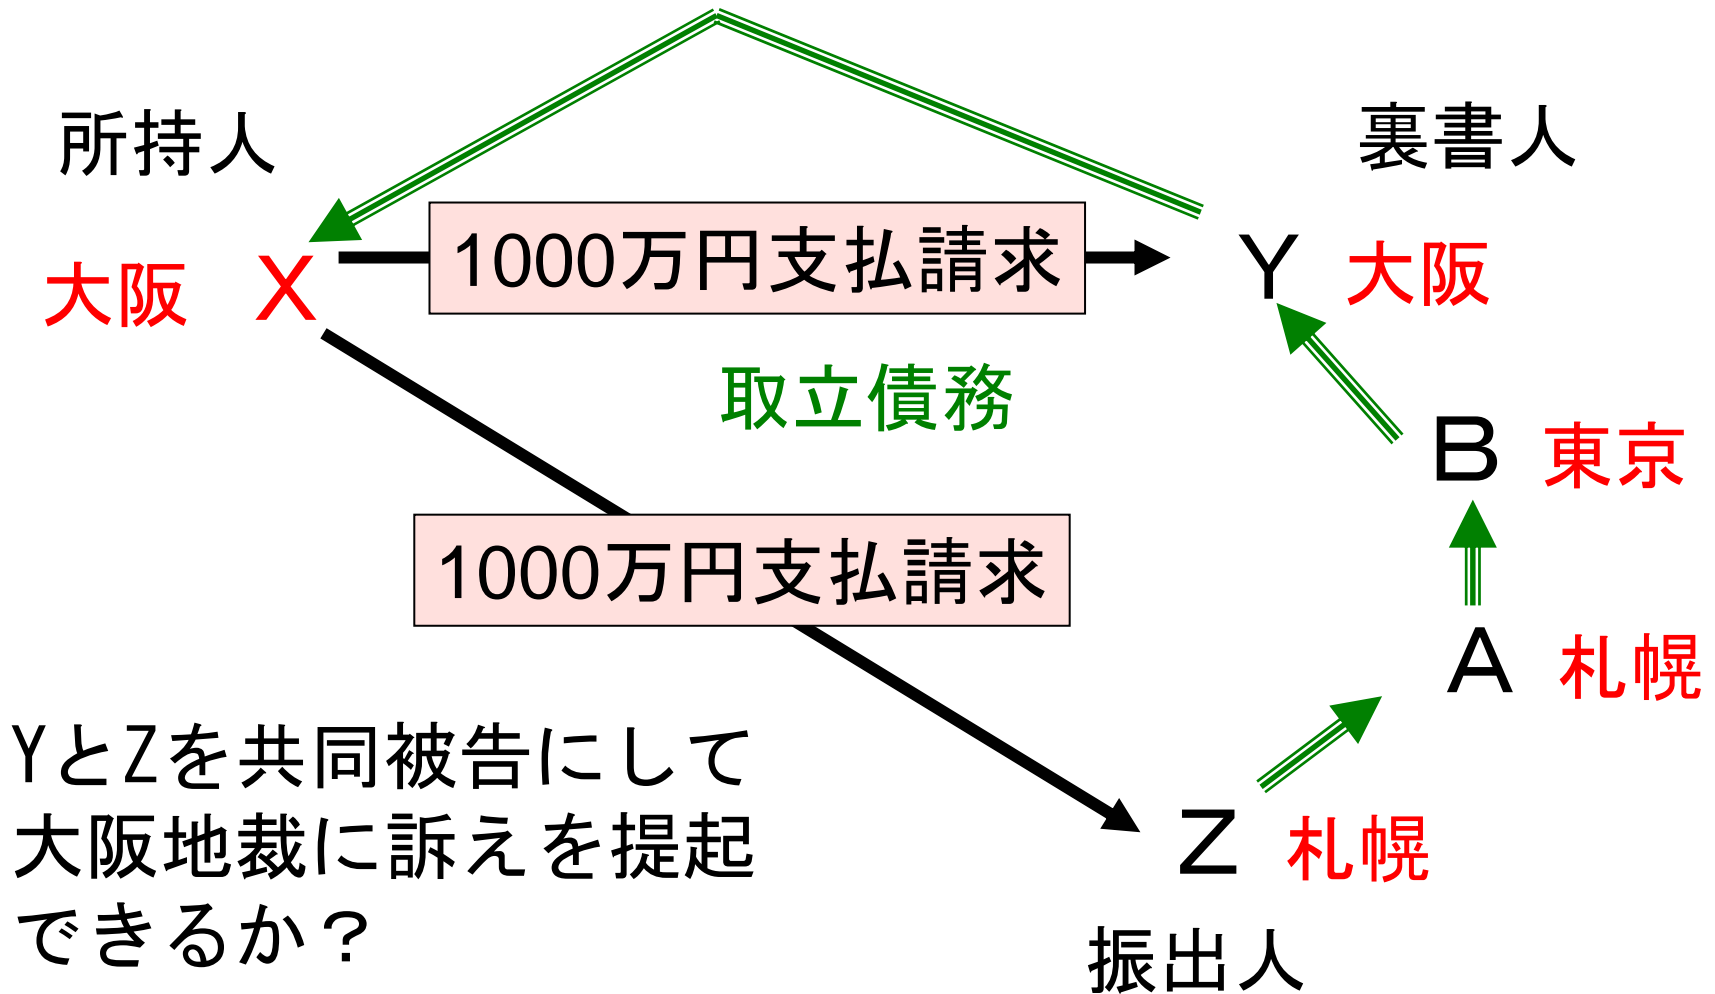 所持人
裏書人
大阪 X
1000万円支払請求
Y 大阪
取立債務
B 東京
1000万円支払請求
A 札幌
YとZを共同被告にして
大阪地裁に訴えを提起
できるか？
Z 札幌
振出人